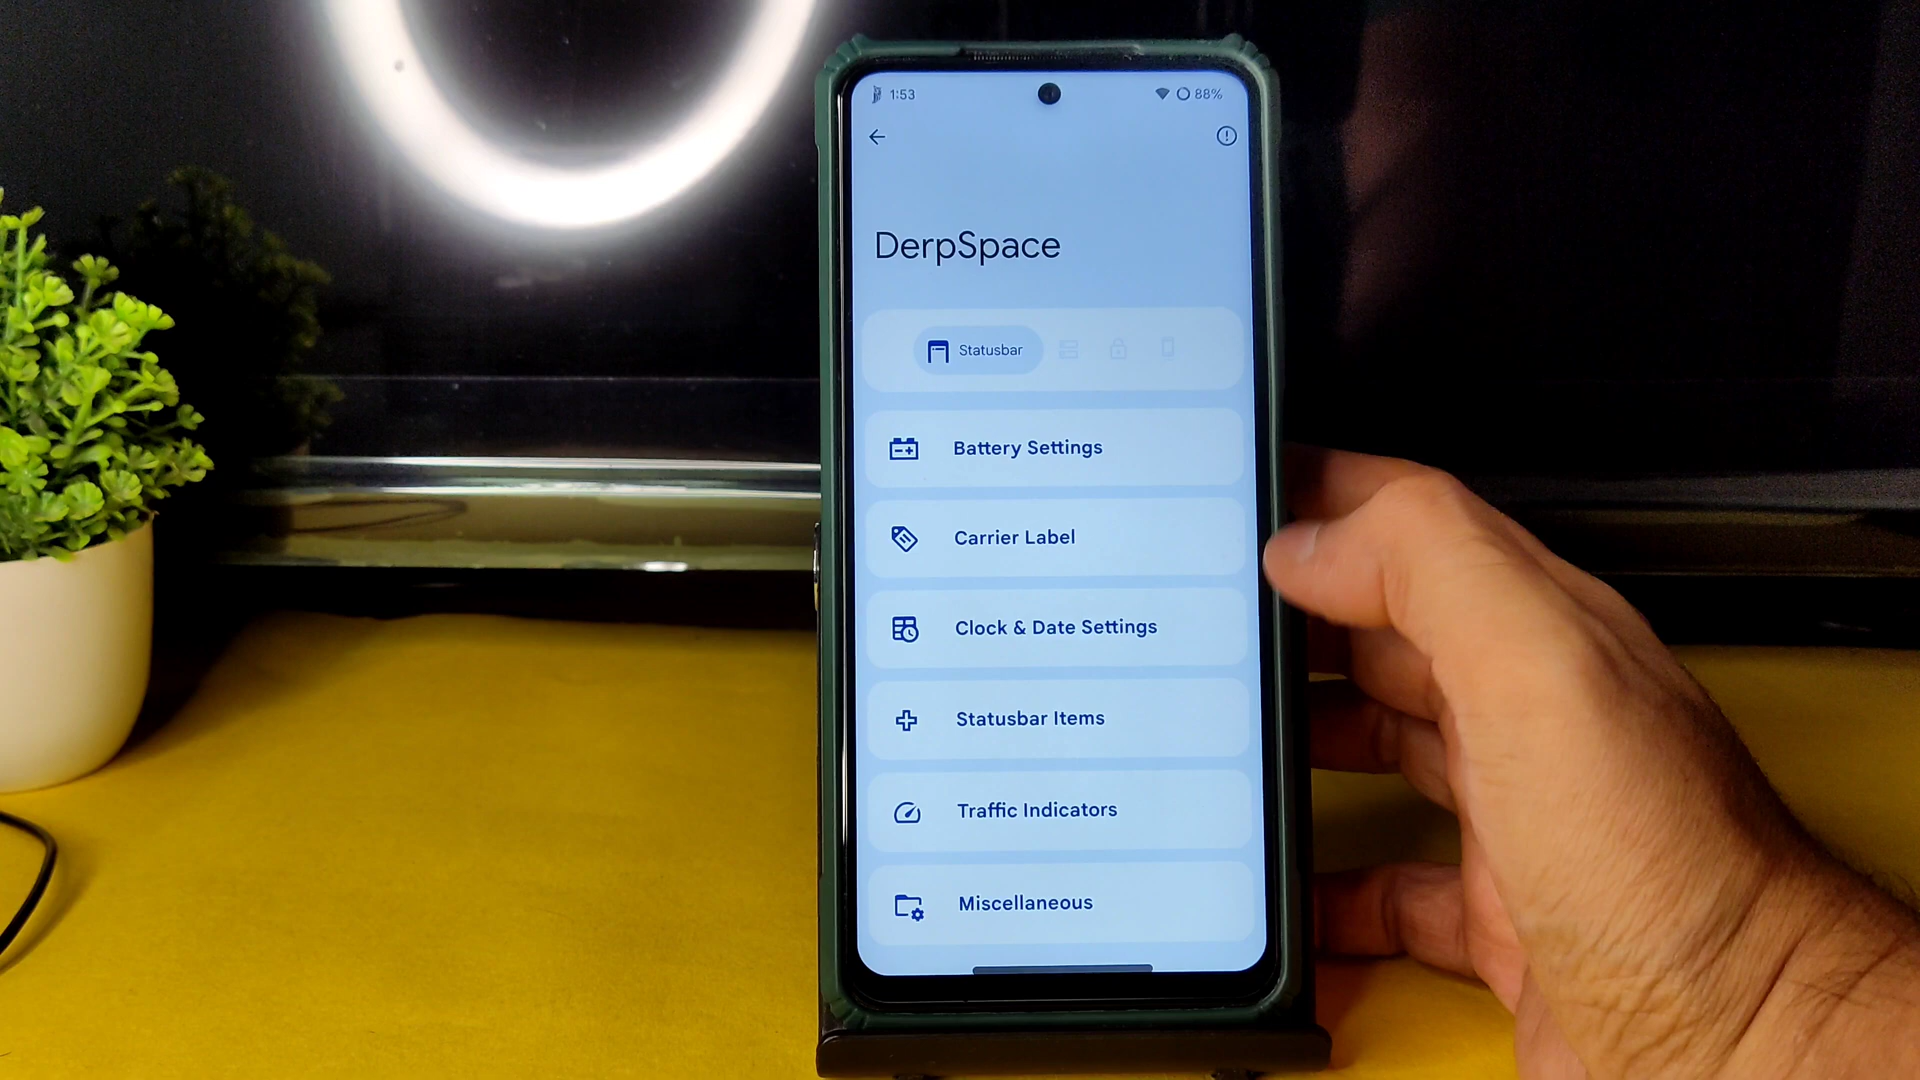 1:53
88%
DerpSpace
Statusbar
Battery Settings
Carrier Label
Clock & Date Settings
Statusbar Items
Traffic Indicators
Miscellaneous